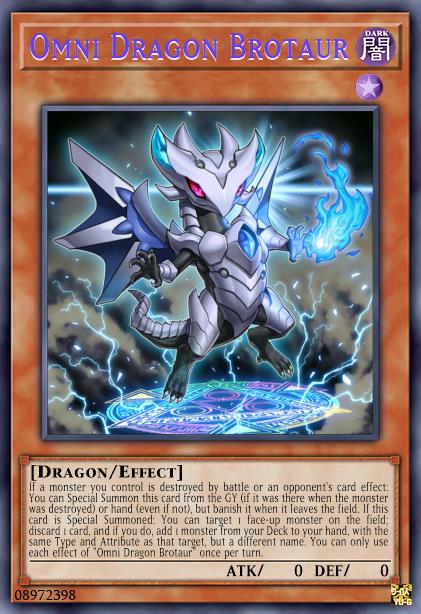 OMNI DRAGON BROTAUR
DARK
闇
[DRAGON/EFFECT]
If a monster you control is destroyed by battle or an opponent's card effect:
You can Special Summon this card from the GY (if it was there when the monster
was destroyed) or hand (even if not), but banish it when it leaves the field. If this
card is Special Summoned: You can target 1 face-up monster on the field;
discard 1 card, and if you do, add 1 monster from your Deck to your hand, with the
same Type and Attribute as that target, but a different name. You can only use
each effect of "Omni Dragon Brotaur" once per turn.
ATK/ 0 DEF/ 0
08972398